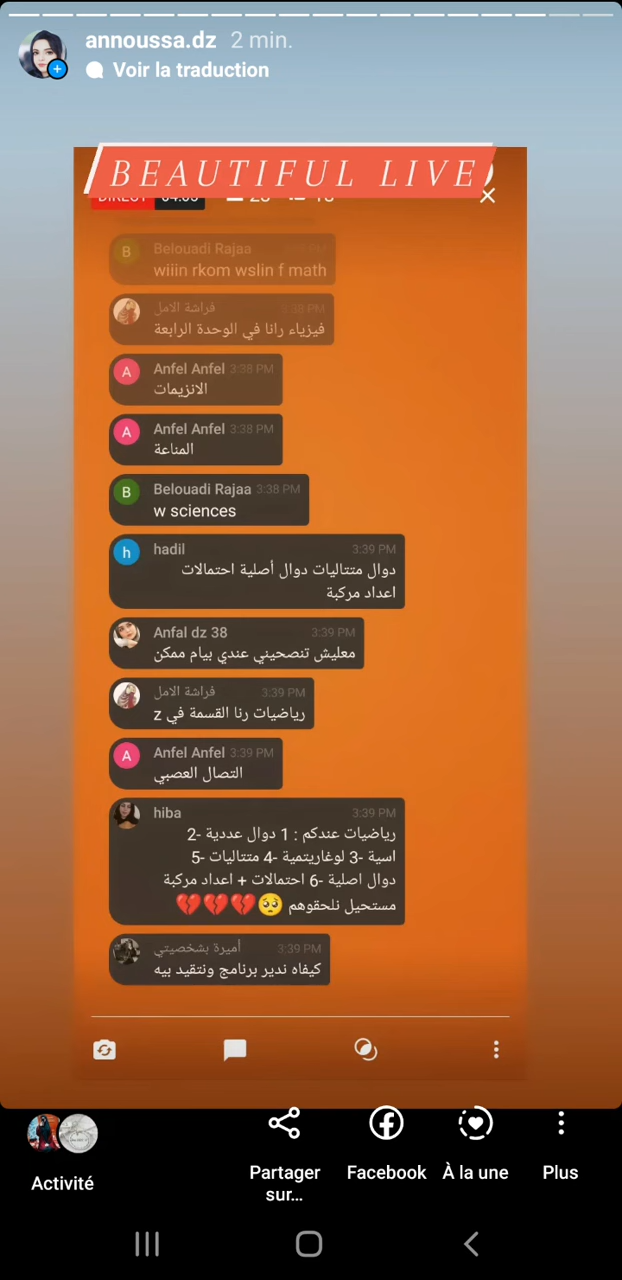 annoussa.dz 2 min.
Voir la traduction
BEAUTIFUL LIVE
Belouadi Rajaa
wiiin rkom wslin f math
فراشة الامل 3:38 PM
فيزياء رانا في الوحدة الرابعة
Anfel Anfel 3:38 PM
الانزيمات
Anfel Anfel 3:38 PM
المناعة
Belouadi Rajaa 3:38 PM
w sciences
hadil 3:39 PM
دوال متتاليات دوال أصلية احتمالات
اعداد مركبة
Anfal dz 38 3:39 PM
معليش تنصحيني عندي بيام ممكن
فراشة الامل 3:39 PM
رياضيات رنا القسمة في z
Anfel Anfel 3:39 PM
التصال العصبي
hiba 3:39 PM
رياضيات عندكم : 1 دوال عددية -2
اسية -3 لوغاريتمية -4 متتاليات -5
دوال اصلية -6 احتمالات + اعداد مركبة
مستحيل نلحقوهم 🥺💔💔💔
أميرة بشخصيتي 3:39 PM
كيفاه ندير برنامج ونتقيد بيه
Activité
Partager sur...
Facebook
À la une
Plus